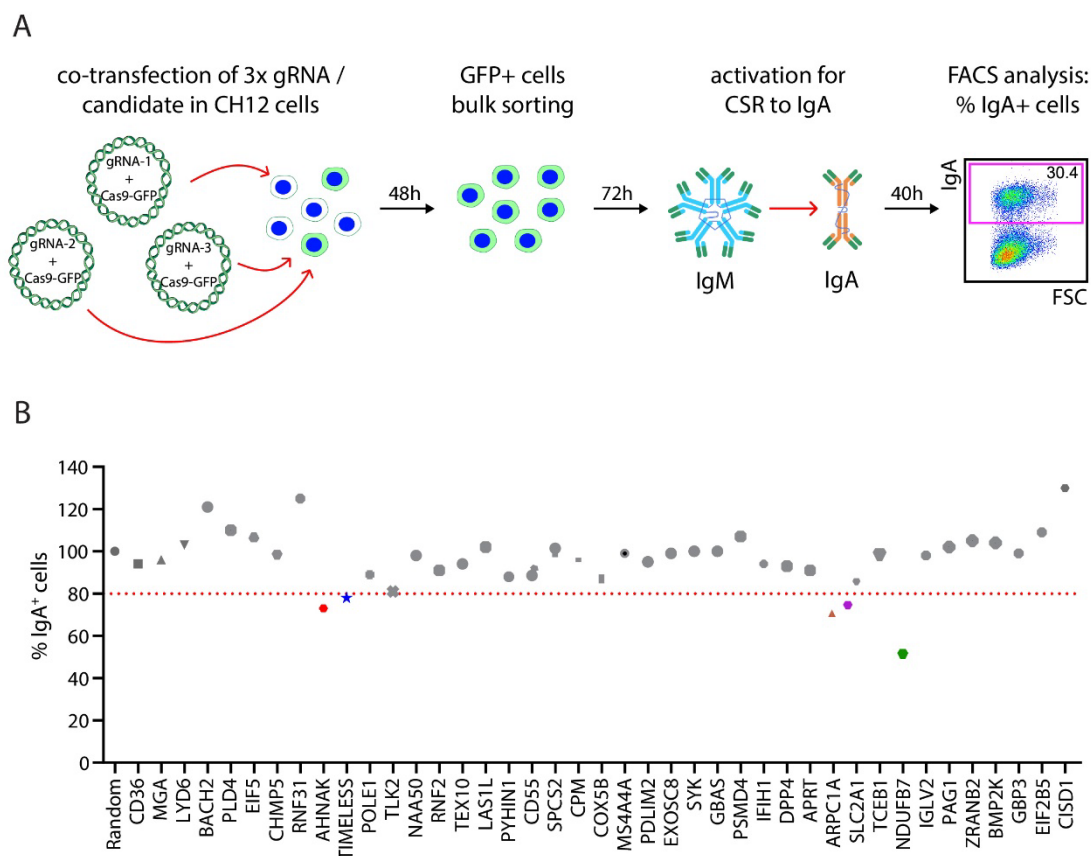 A
co-transfection of 3x gRNA /
candidate in CH12 cells
GFP+ cells
bulk sorting
activation for
CSR to IgA
FACS analysis:
% IgA+ cells
gRNA-1
+
Cas9-GFP
gRNA-2
+
Cas9-GFP
gRNA-3
+
Cas9-GFP
48h
72h
IgM
IgA
40h
IgA
30.4
FSC
B
% IgA+ cells
140
120
100
80
60
40
20
0
Random
CD36
MGA
LYD6
BACH2
PLD4
EIF5
CHMP5
RNF31
AHNAK
TIMELESS
POLE1
TLK2
NAA50
RNF2
TEX10
LAS1L
PYHIN1
CD55
SPCS2
CPM
COX5B
MS4A4A
PDLIM2
EXOSC8
SYK
GBAS
PSMD4
IFIH1
DPP4
APRT
ARPC1A
SLC2A1
TCEB1
NDUFB7
IGLV2
PAG1
ZRANB2
BMP2K
GBP3
EIF2B5
CISD1